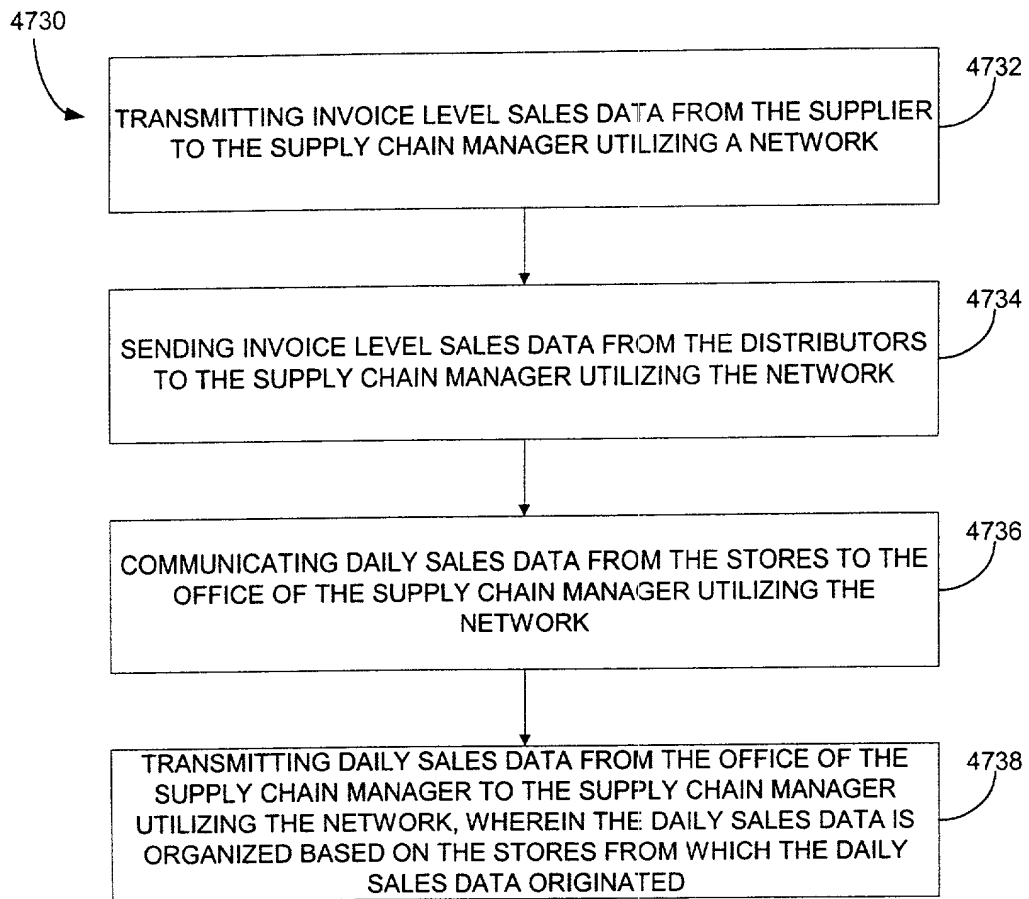 4730
4732
TRANSMITTING INVOICE LEVEL SALES DATA FROM THE SUPPLIER
TO THE SUPPLY CHAIN MANAGER UTILIZING A NETWORK
4734
SENDING INVOICE LEVEL SALES DATA FROM THE DISTRIBUTORS
TO THE SUPPLY CHAIN MANAGER UTILIZING THE NETWORK
4736
COMMUNICATING DAILY SALES DATA FROM THE STORES TO THE
OFFICE OF THE SUPPLY CHAIN MANAGER UTILIZING THE
NETWORK
4738
TRANSMITTING DAILY SALES DATA FROM THE OFFICE OF THE
SUPPLY CHAIN MANAGER TO THE SUPPLY CHAIN MANAGER
UTILIZING THE NETWORK, WHEREIN THE DAILY SALES DATA IS
ORGANIZED BASED ON THE STORES FROM WHICH THE DAILY
SALES DATA ORIGINATED